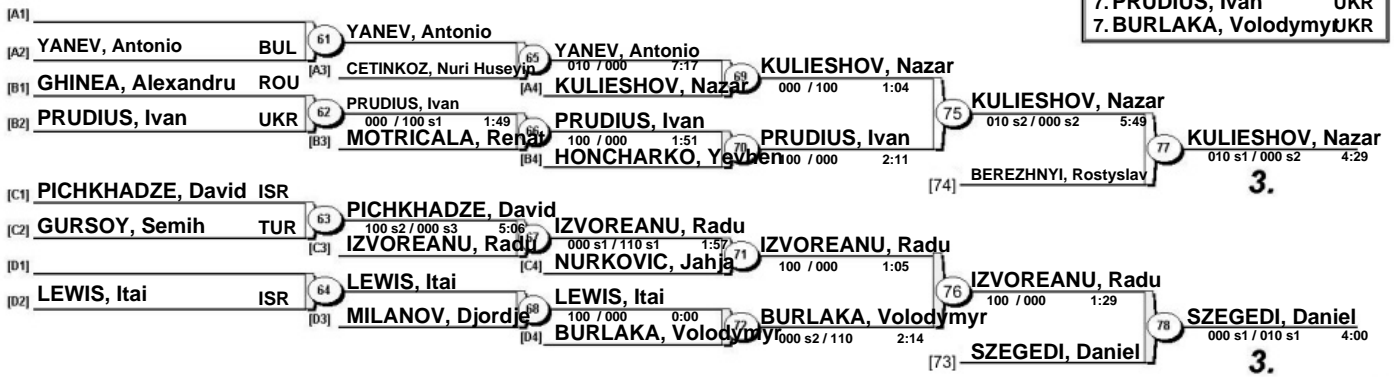 7. PRUDIUS, Ivan UKR
7. BURLAKA, Volodymyr UKR
[A1]
[A2] YANEV, Antonio BUL
61
YANEV, Antonio
[A3] CETINKOZ, Nuri Huseyin
65
YANEV, Antonio
010 / 000 7:17
[A4] KULIESHOV, Nazar
69
KULIESHOV, Nazar
000 / 100 1:04
[B1] GHINEA, Alexandru ROU
[B2] PRUDIUS, Ivan UKR
62
PRUDIUS, Ivan
000 / 100 s1 1:49
[B3] MOTRICALA, Renat
66
PRUDIUS, Ivan
100 / 000 1:51
[B4] HONCHARKO, Yevhen
70
PRUDIUS, Ivan
100 / 000 2:11
75
KULIESHOV, Nazar
010 s2 / 000 s2 5:49
[74] BEREZHNYI, Rostyslav
77
KULIESHOV, Nazar
010 s1 / 000 s2 4:29
3.
[C1] PICHKHADZE, David ISR
[C2] GURSOY, Semih TUR
63
PICHKHADZE, David
100 s2 / 000 s3 5:06
[C3] IZVOREANU, Radu
67
IZVOREANU, Radu
000 s1 / 110 s1 1:57
[C4] NURKOVIC, Jahja
71
IZVOREANU, Radu
100 / 000 1:05
[D1]
[D2] LEWIS, Itai ISR
64
LEWIS, Itai
[D3] MILANOV, Djordje
68
LEWIS, Itai
100 / 000 0:00
[D4] BURLAKA, Volodymyr
72
BURLAKA, Volodymyr
000 s2 / 110 2:14
76
IZVOREANU, Radu
100 / 000 1:29
[73] SZEGEDI, Daniel
78
SZEGEDI, Daniel
000 s1 / 010 s1 4:00
3.